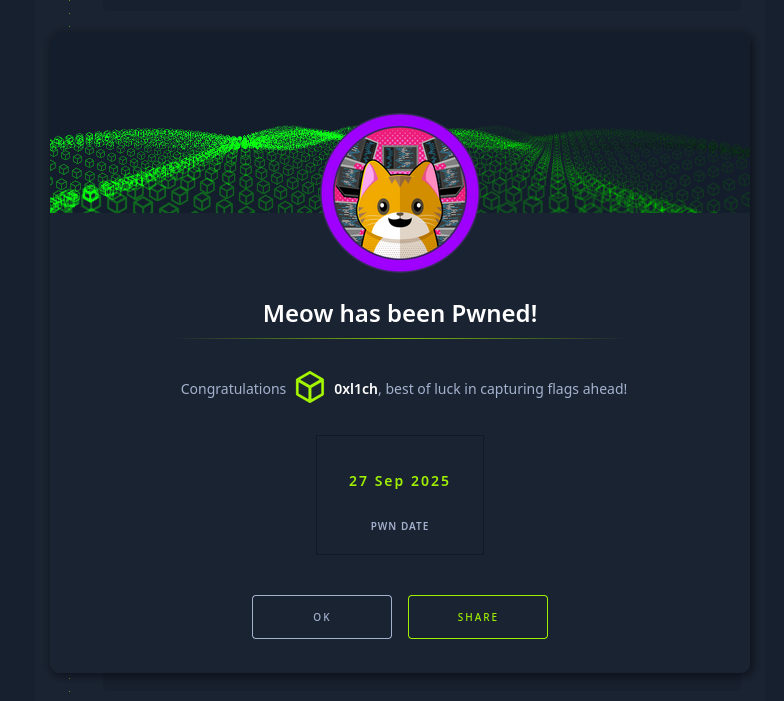 Meow has been Pwned!
Congratulations 0xl1ch, best of luck in capturing flags ahead!
27 Sep 2025
PWN DATE
OK SHARE